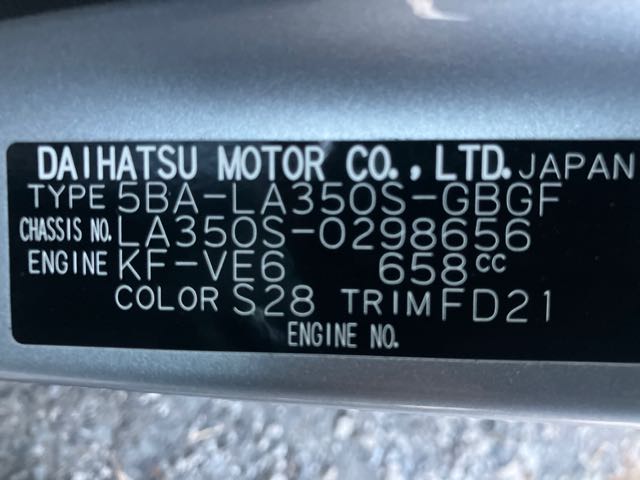 DAIHATSU MOTOR CO., LTD. JAPAN
TYPE 5BA-LA350S-GBGF
CHASSIS NO. LA350S-0298656
ENGINE KF-VE6 658cc
COLOR S28 TRIM FD21
ENGINE NO.